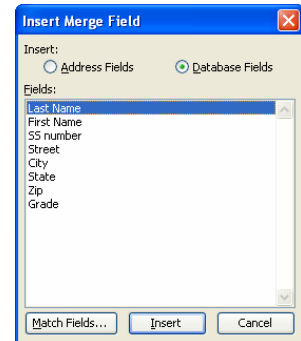 Insert Merge Field
Insert:
Address Fields Database Fields
Fields:
Last Name
First Name
SS number
Street
City
State
Zip
Grade
Match Fields... Insert Cancel